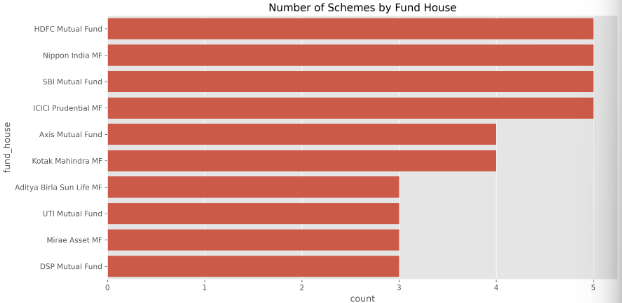 Number of Schemes by Fund House
fund_house
HDFC Mutual Fund
Nippon India MF
SBI Mutual Fund
ICICI Prudential MF
Axis Mutual Fund
Kotak Mahindra MF
Aditya Birla Sun Life MF
UTI Mutual Fund
Mirae Asset MF
DSP Mutual Fund
0 1 2 3 4 5
count